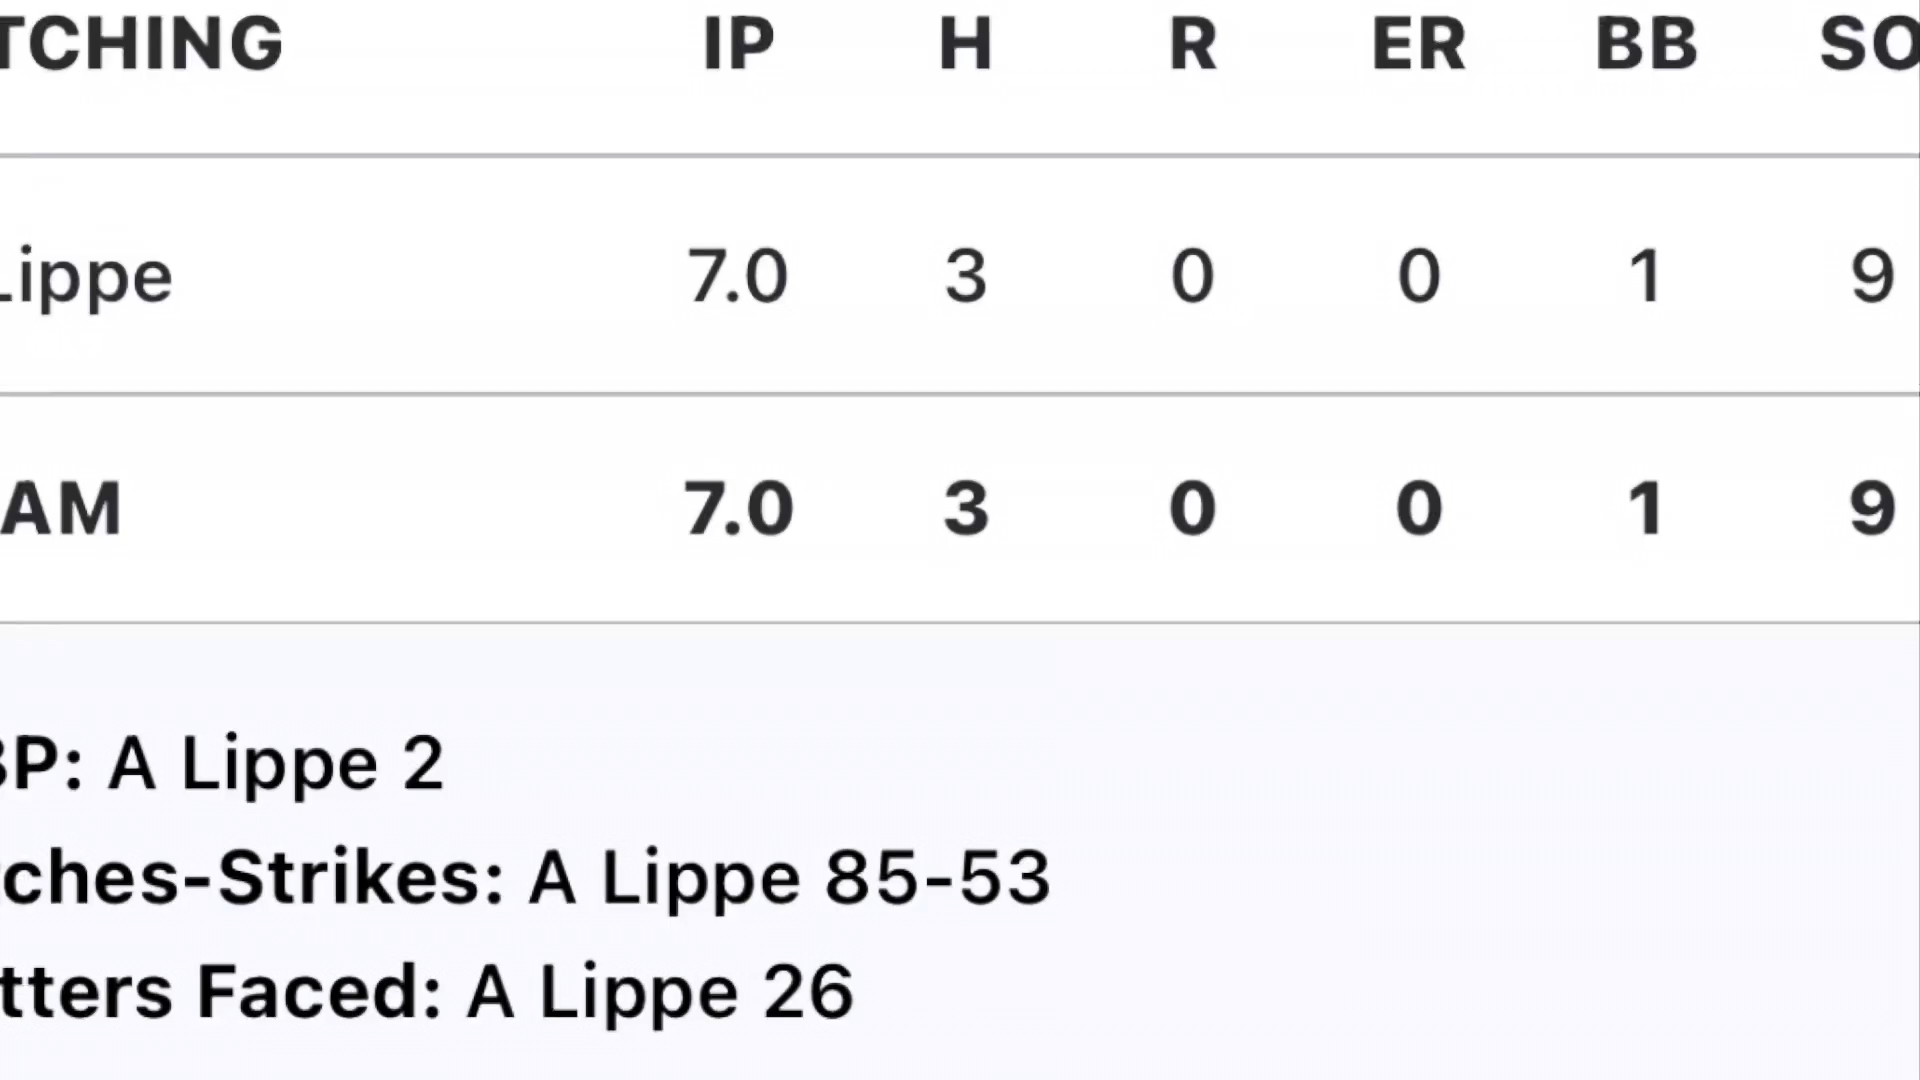 TCHING IP H R ER BB SO
Lippe 7.0 3 0 0 1 9
AM 7.0 3 0 0 1 9
BP: A Lippe 2
ches-Strikes: A Lippe 85-53
tters Faced: A Lippe 26